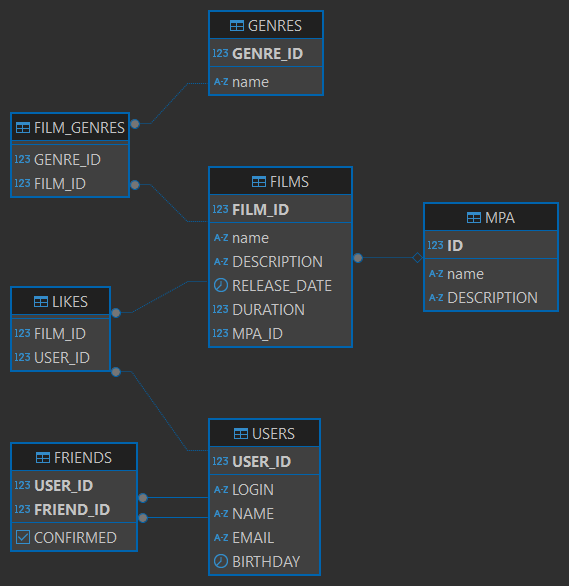 GENRES
123 GENRE_ID
A-Z name
FILM_GENRES
123 GENRE_ID
123 FILM_ID
FILMS
123 FILM_ID
A-Z name
A-Z DESCRIPTION
RELEASE_DATE
123 DURATION
123 MPA_ID
MPA
123 ID
A-Z name
A-Z DESCRIPTION
LIKES
123 FILM_ID
123 USER_ID
FRIENDS
123 USER_ID
123 FRIEND_ID
CONFIRMED
USERS
123 USER_ID
A-Z LOGIN
A-Z NAME
A-Z EMAIL
BIRTHDAY